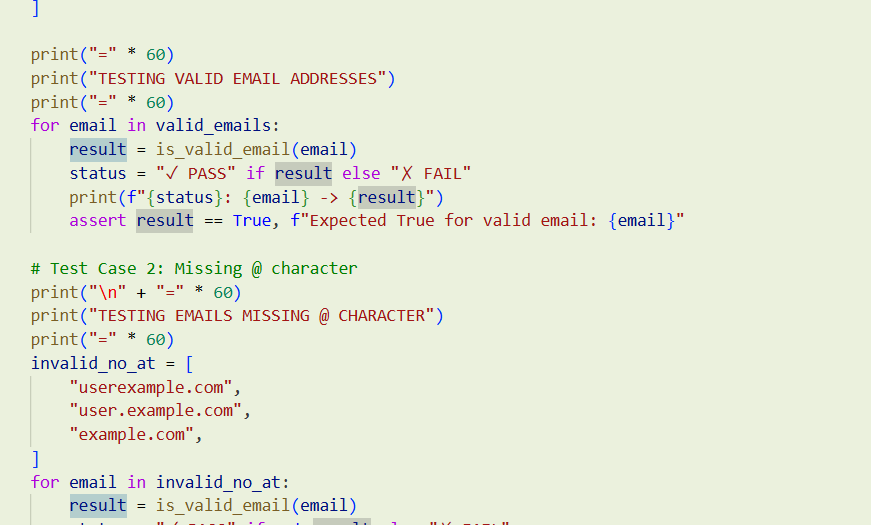 ]
print("=" * 60)
print("TESTING VALID EMAIL ADDRESSES")
print("=" * 60)
for email in valid_emails:
    result = is_valid_email(email)
    status = "✓ PASS" if result else "✗ FAIL"
    print(f"{status}: {email} -> {result}")
    assert result == True, f"Expected True for valid email: {email}"
# Test Case 2: Missing @ character
print("\n" + "=" * 60)
print("TESTING EMAILS MISSING @ CHARACTER")
print("=" * 60)
invalid_no_at = [
    "userexample.com",
    "user.example.com",
    "example.com",
]
for email in invalid_no_at:
    result = is_valid_email(email)